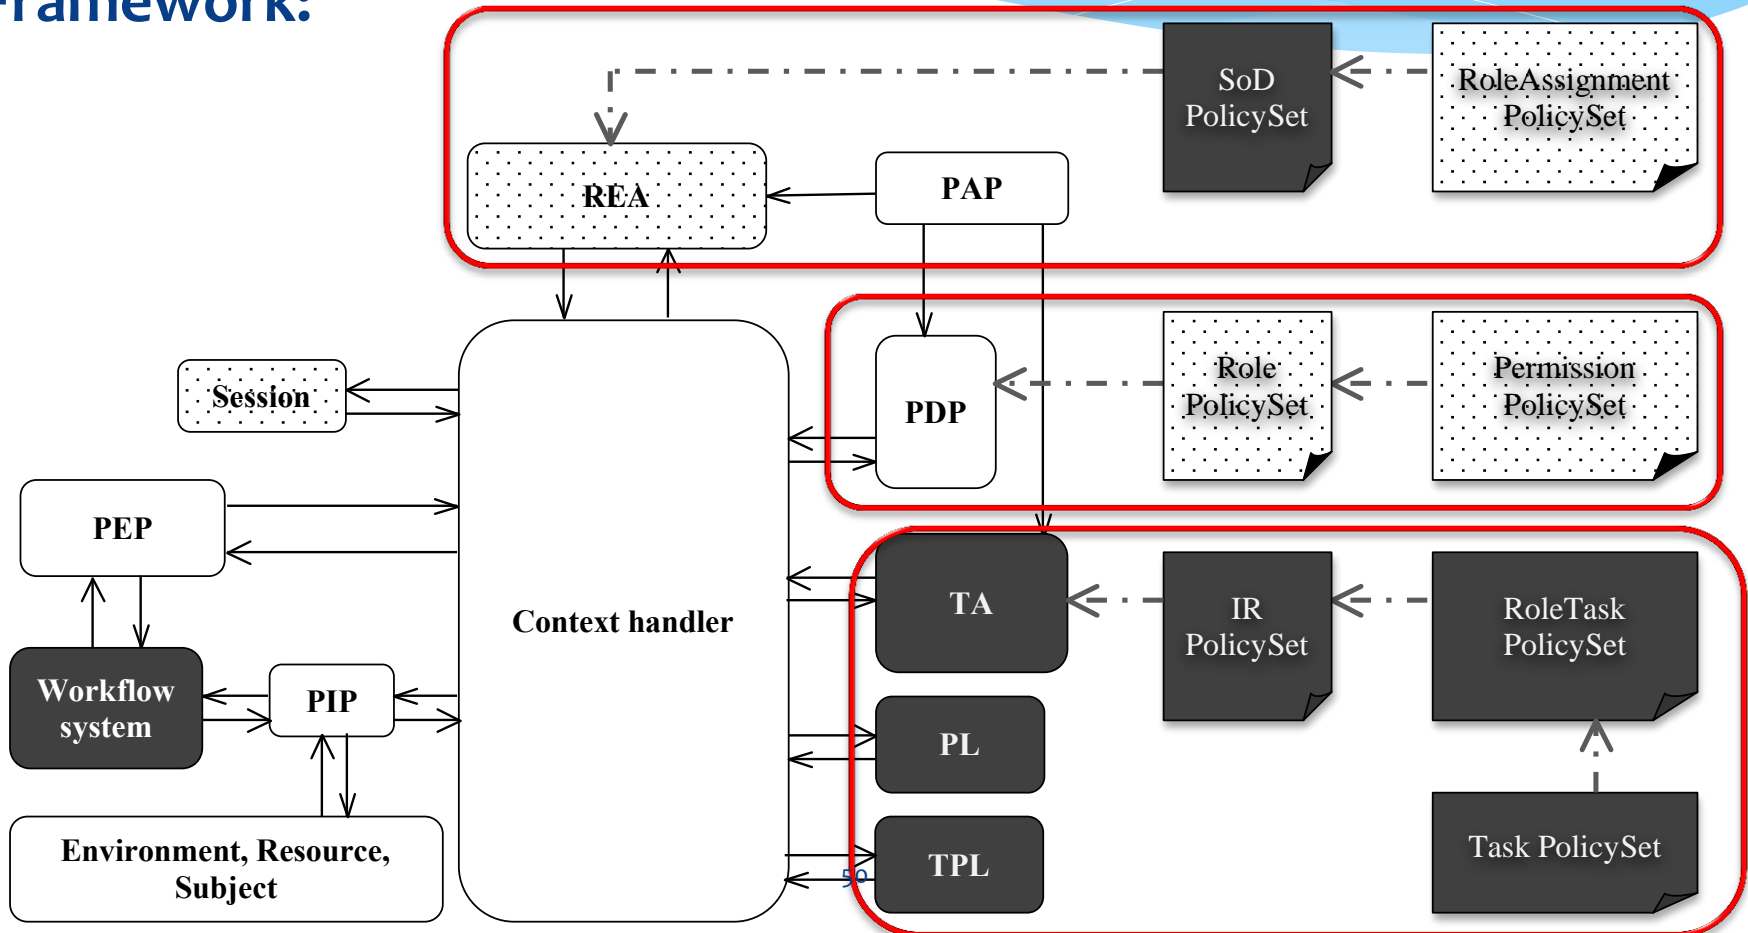 Framework:
SoD
PolicySet
RoleAssignment
PolicySet
REA
PAP
Session
PDP
Role
PolicySet
Permission
PolicySet
PEP
Context handler
TA
IR
PolicySet
RoleTask
PolicySet
Workflow
system
PIP
PL
Environment, Resource,
Subject
TPL
Task PolicySet
50